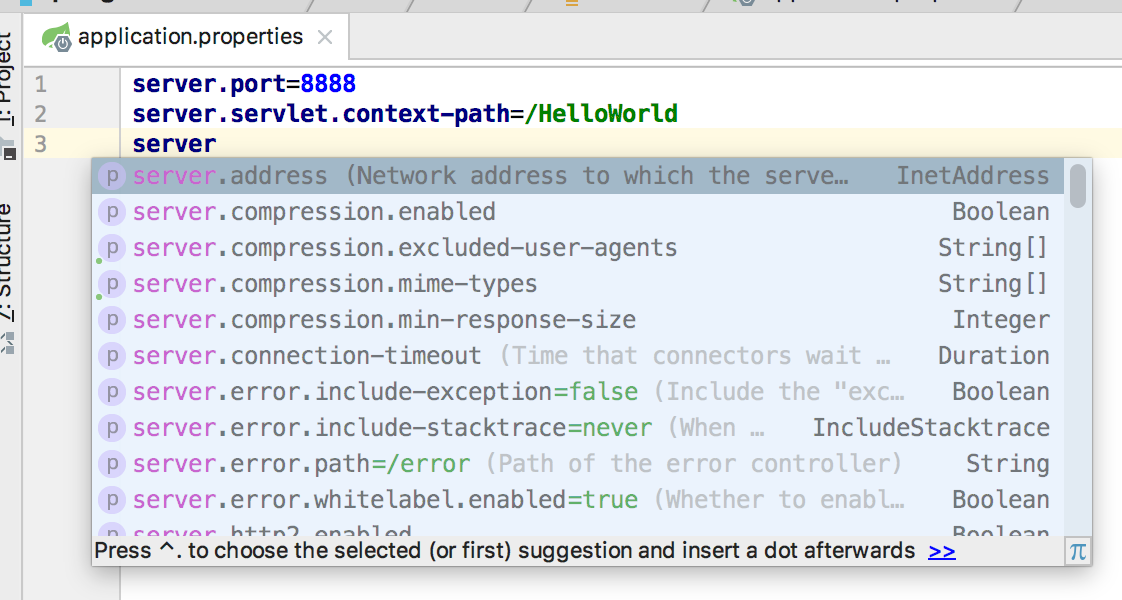 application.properties
1: Project
1 server.port=8888
2 server.servlet.context-path=/HelloWorld
3 server
p server.address (Network address to which the serve… InetAddress
p server.compression.enabled Boolean
p server.compression.excluded-user-agents String[]
p server.compression.mime-types String[]
p server.compression.min-response-size Integer
p server.connection-timeout (Time that connectors wait … Duration
p server.error.include-exception=false (Include the "exc… Boolean
p server.error.include-stacktrace=never (When … IncludeStacktrace
p server.error.path=/error (Path of the error controller) String
p server.error.whitelabel.enabled=true (Whether to enabl… Boolean
p server.http2.enabled Boolean
Press ^. to choose the selected (or first) suggestion and insert a dot afterwards >> π
Z: Structure